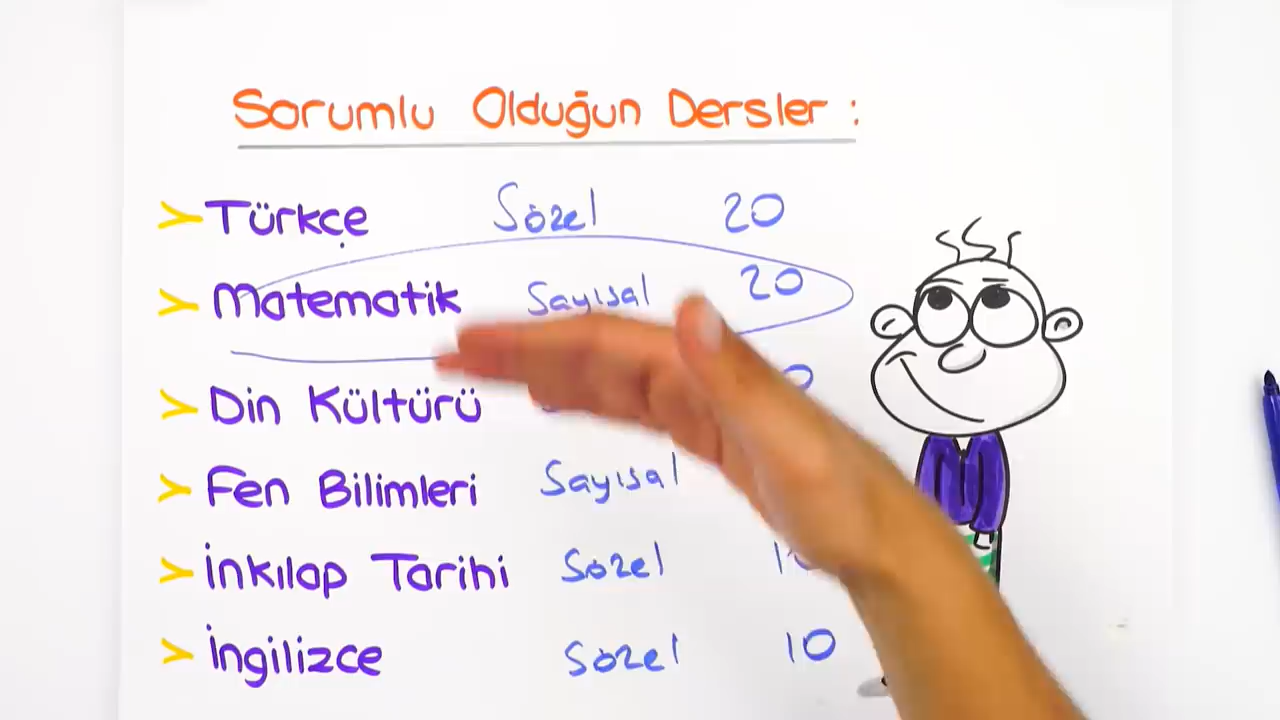 Sorumlu Olduğun Dersler :
Türkçe Sözel 20
Matematik Sayısal 20
Din Kültürü
Fen Bilimleri Sayısal
İnkılap Tarihi Sözel
İngilizce Sözel 10